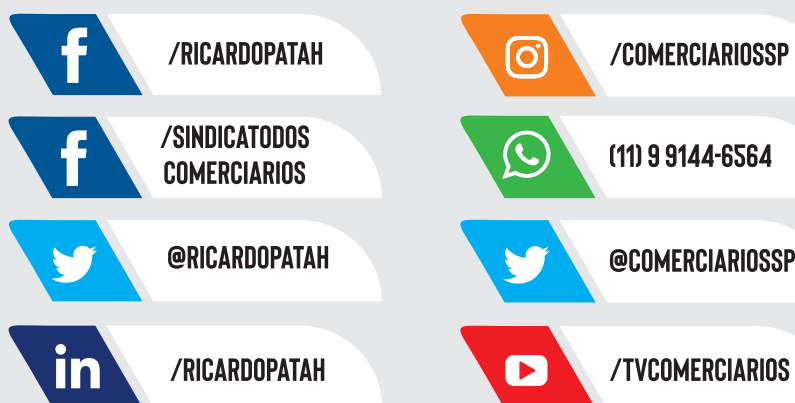 /RICARDOPATAH
/SINDICATODOS
COMERCIARIOS
@RICARDOPATAH
/RICARDOPATAH
/COMERCIARIOSSP
(11) 9 9144-6564
@COMERCIARIOSSP
/TVCOMERCIARIOS